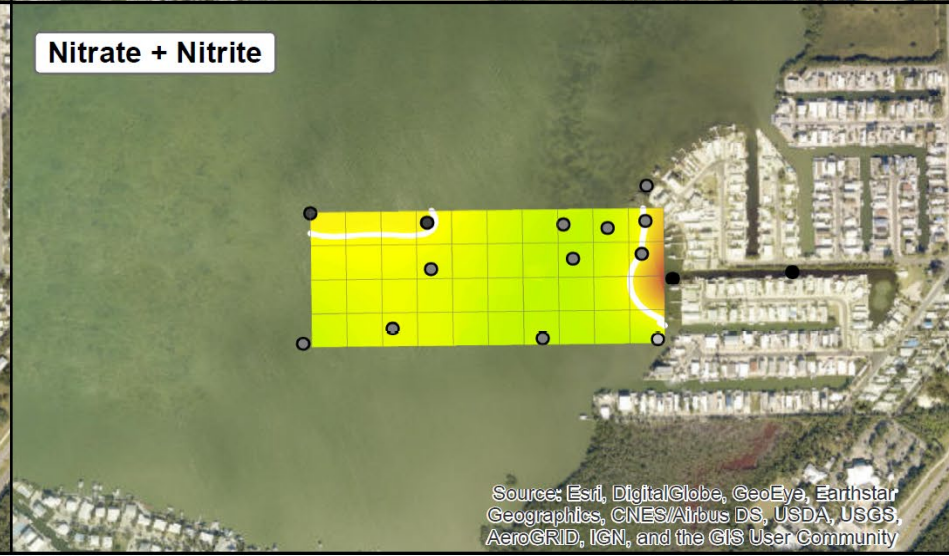 Nitrate + Nitrite
Source: Esri, DigitalGlobe, GeoEye, Earthstar
Geographics, CNES/Airbus DS, USDA, USGS,
AeroGRID, IGN, and the GIS User Community